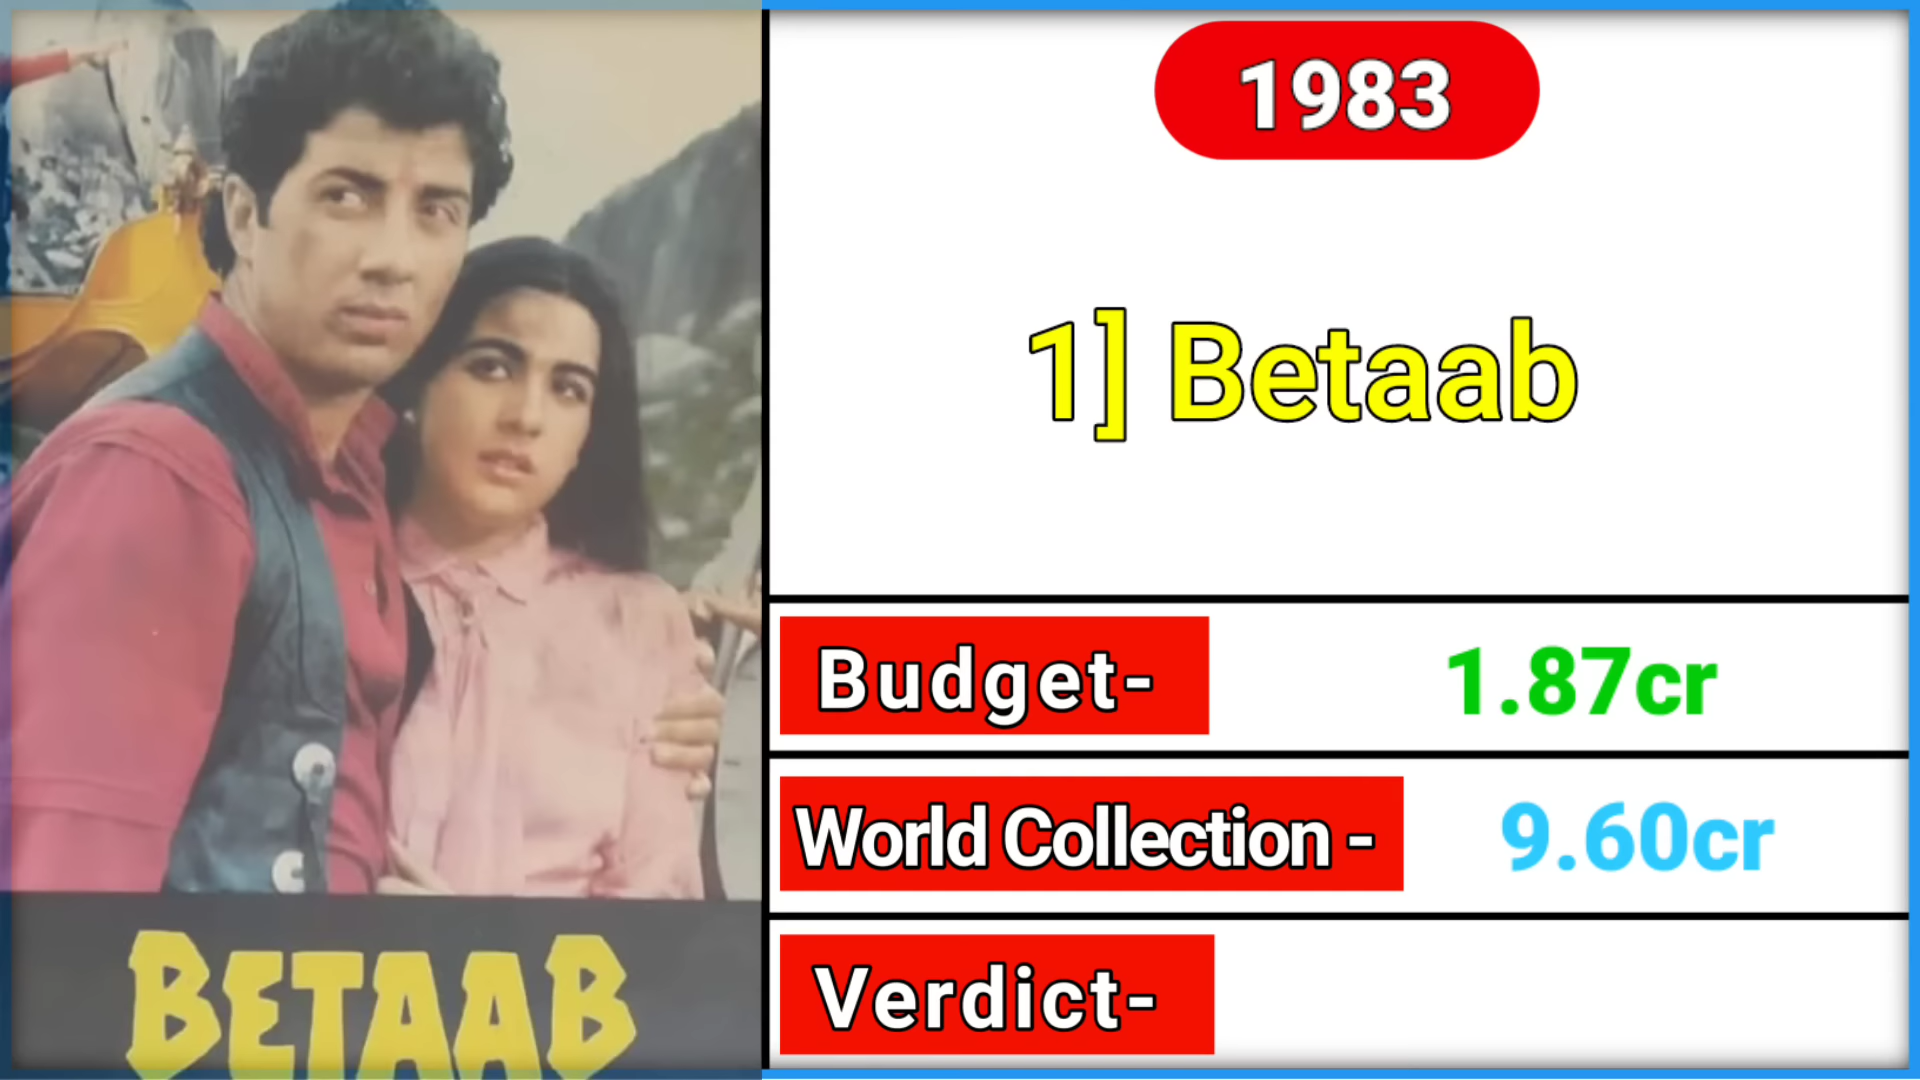 1983
1] Betaab
Budget- 1.87cr
World Collection - 9.60cr
Verdict-
BETAAB